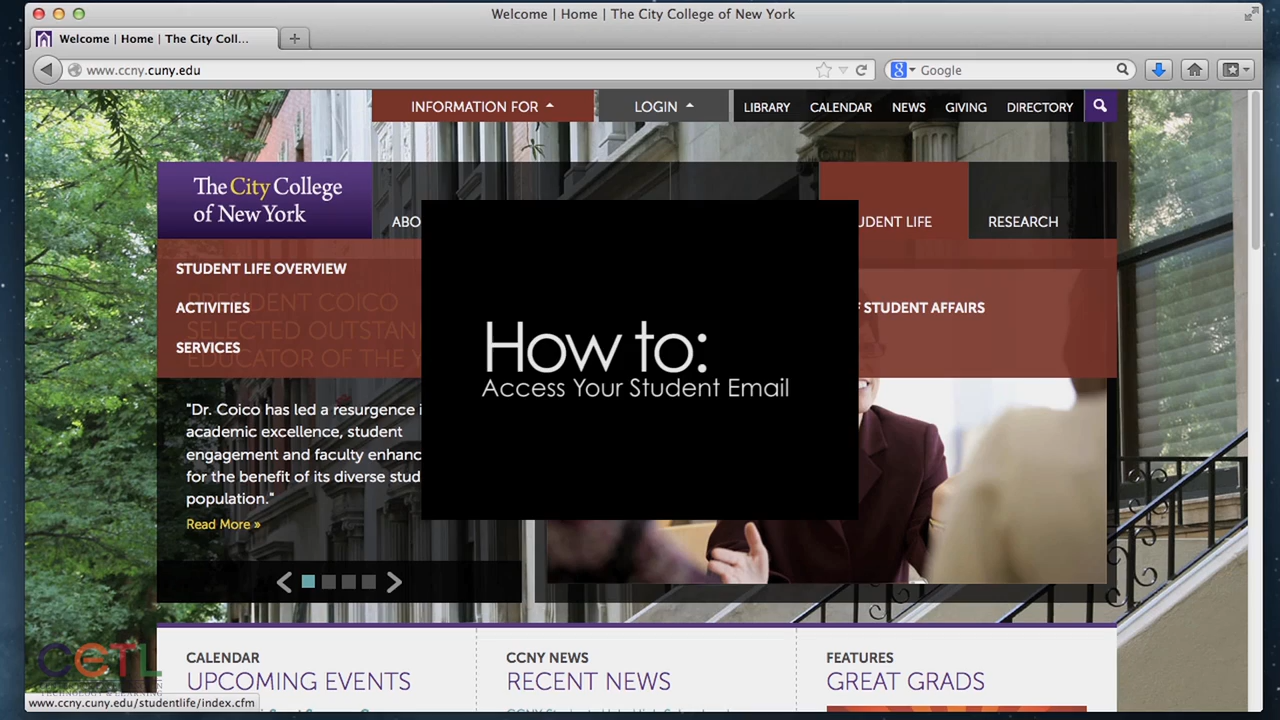 Welcome | Home | The City College of New York
Welcome | Home | The City Coll...
www.ccny.cuny.edu
Google
INFORMATION FOR
LOGIN
LIBRARY
CALENDAR
NEWS
GIVING
DIRECTORY
The City College
of New York
ABO
UDENT LIFE
RESEARCH
STUDENT LIFE OVERVIEW
ACTIVITIES
SERVICES
STUDENT AFFAIRS
PRESIDENT COICO
SELECTED OUTSTAN
EDUCATOR OF THE Y
How to:
Access Your Student Email
"Dr. Coico has led a resurgence i
academic excellence, student
engagement and faculty enhanc
for the benefit of its diverse stud
population."
Read More »
CALENDAR
UPCOMING EVENTS
CCNY NEWS
RECENT NEWS
FEATURES
GREAT GRADS
CETL
www.ccny.cuny.edu/studentlife/index.cfm